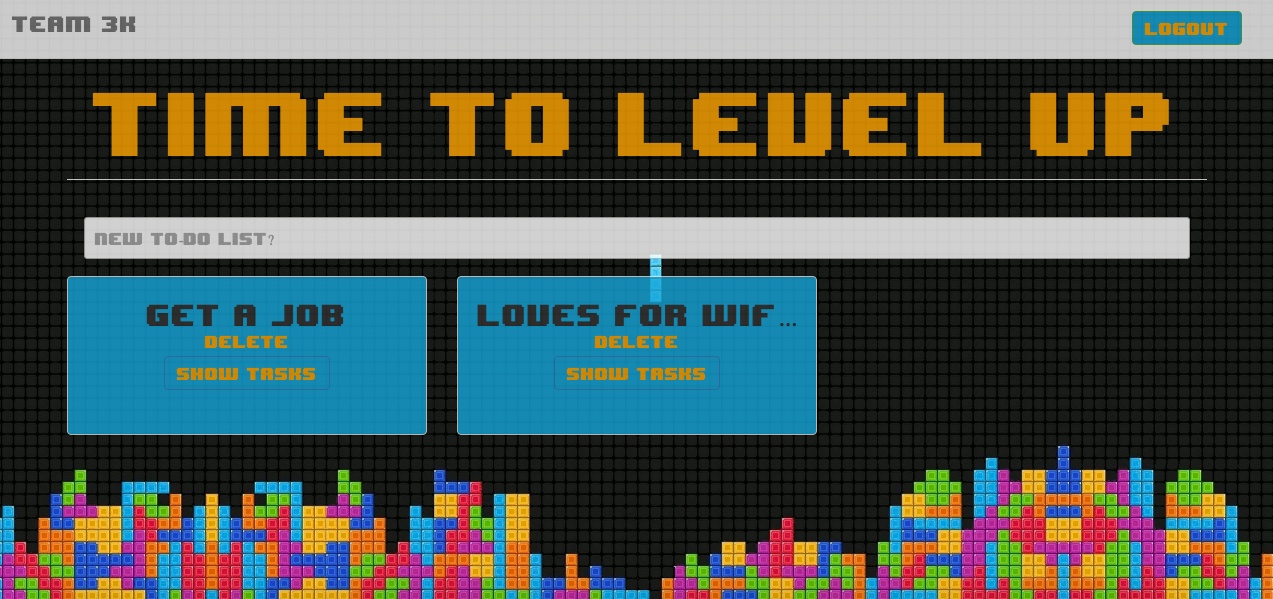 TEAM 3K
LOGOUT
TIME TO LEVEL UP
NEW TO-DO LIST?
GET A JOB
DELETE
SHOW TASKS
LOVES FOR WIF...
DELETE
SHOW TASKS